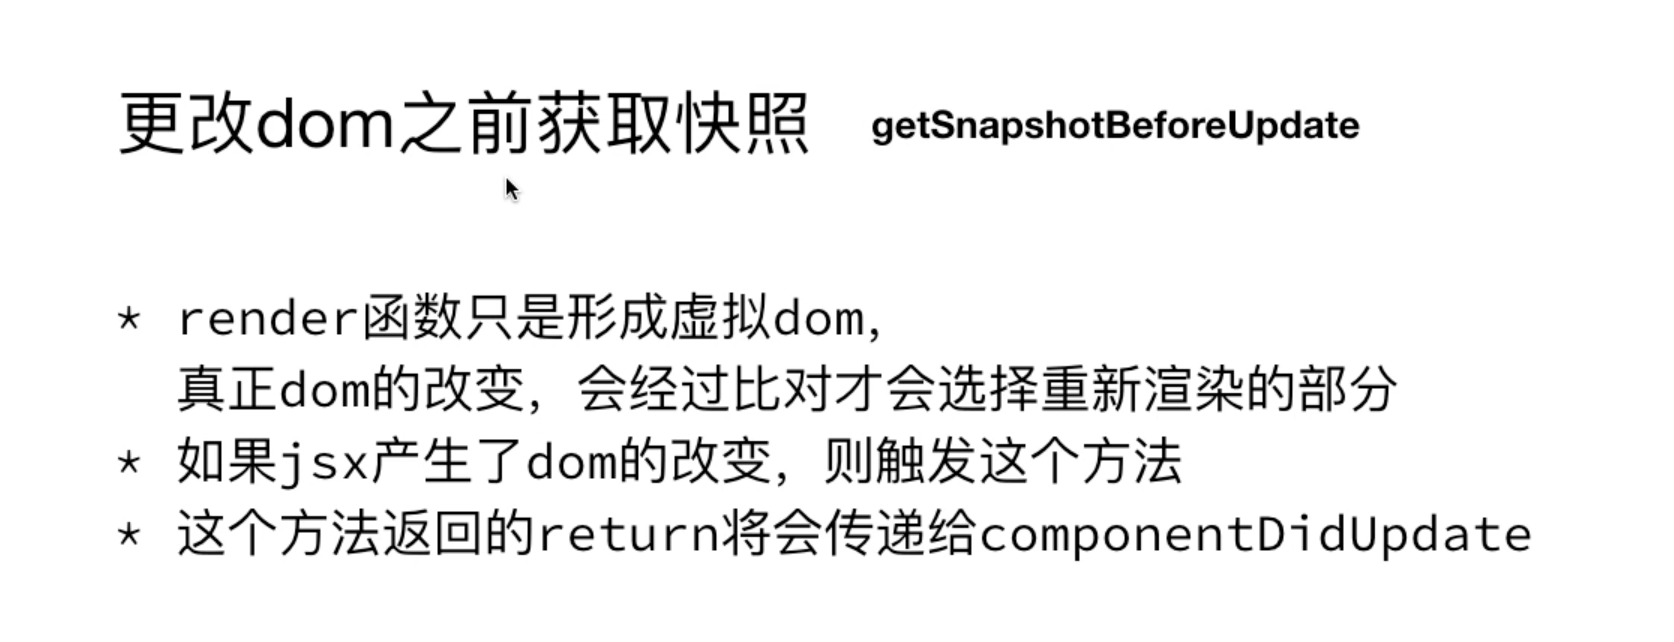 更改dom之前获取快照 getSnapshotBeforeUpdate
* render函数只是形成虚拟dom,
真正dom的改变，会经过比对才会选择重新渲染的部分
* 如果jsx产生了dom的改变，则触发这个方法
* 这个方法返回的return将会传递给componentDidUpdate